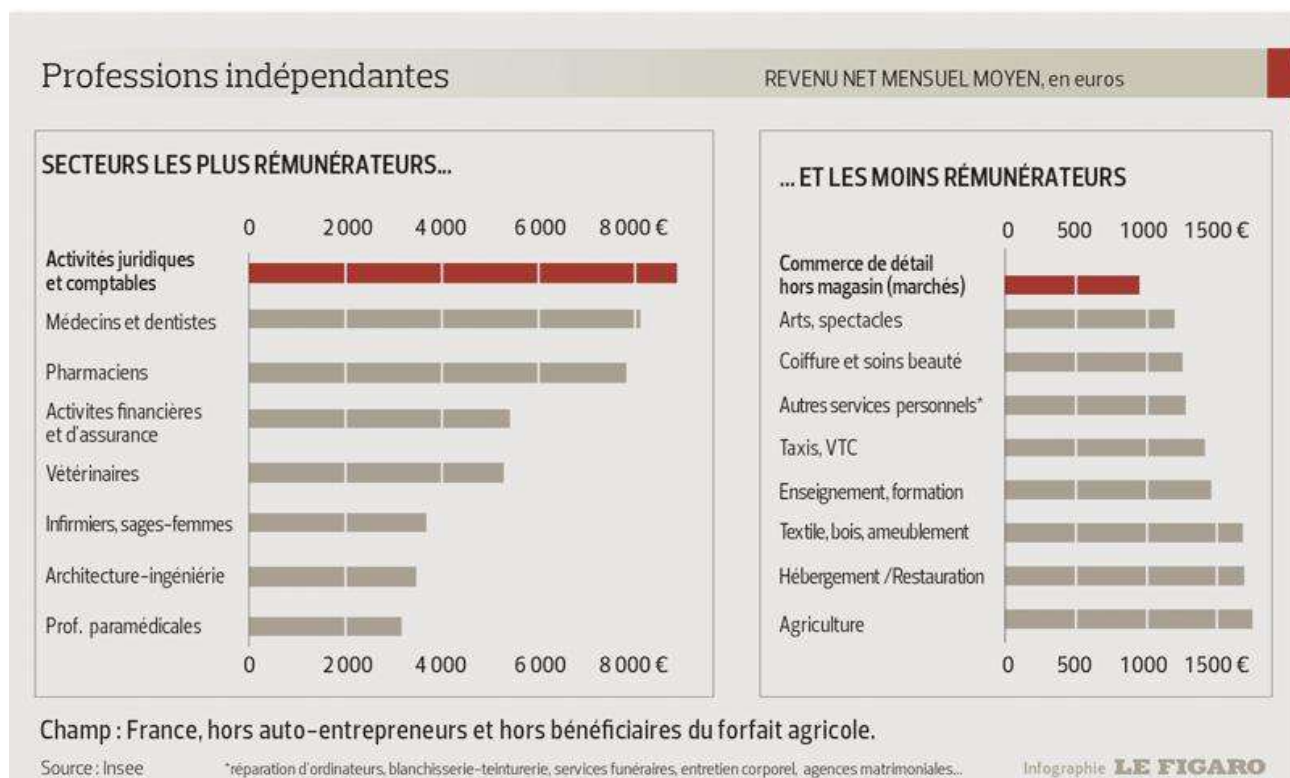 Professions indépendantes
REVENU NET MENSUEL MOYEN, en euros
SECTEURS LES PLUS RÉMUNÉRATEURS...
0 2 000 4 000 6 000 8 000 €
Activités juridiques
et comptables
Médecins et dentistes
Pharmaciens
Activites financières
et d'assurance
Vétérinaires
Infirmiers, sages-femmes
Architecture-ingéniérie
Prof. paramédicales
0 2 000 4 000 6 000 8 000 €
... ET LES MOINS RÉMUNÉRATEURS
0 500 1000 1500 €
Commerce de détail
hors magasin (marchés)
Arts, spectacles
Coiffure et soins beauté
Autres services personnels*
Taxis, VTC
Enseignement, formation
Textile, bois, ameublement
Hébergement /Restauration
Agriculture
0 500 1000 1500 €
Champ : France, hors auto-entrepreneurs et hors bénéficiaires du forfait agricole.
Source : Insee
*réparation d'ordinateurs, blanchisserie-teinturerie, services funéraires, entretien corporel, agences matrimoniales...
Infographie LE FIGARO